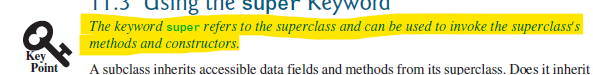 11.3 Using the super Keyword
The keyword super refers to the superclass and can be used to invoke the superclass's
methods and constructors.
Key
Point
A subclass inherits accessible data fields and methods from its superclass. Does it inherit